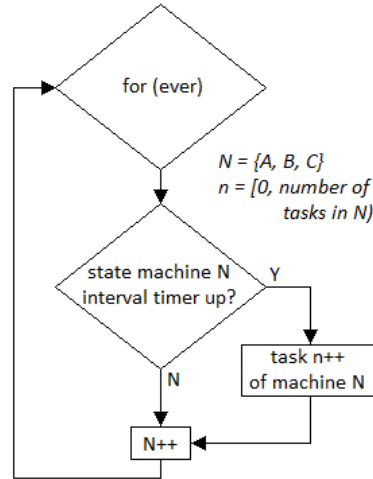 for (ever)
N = {A, B, C}
n = [0, number of
tasks in N)
state machine N
interval timer up?
Y
task n++
of machine N
N
N++